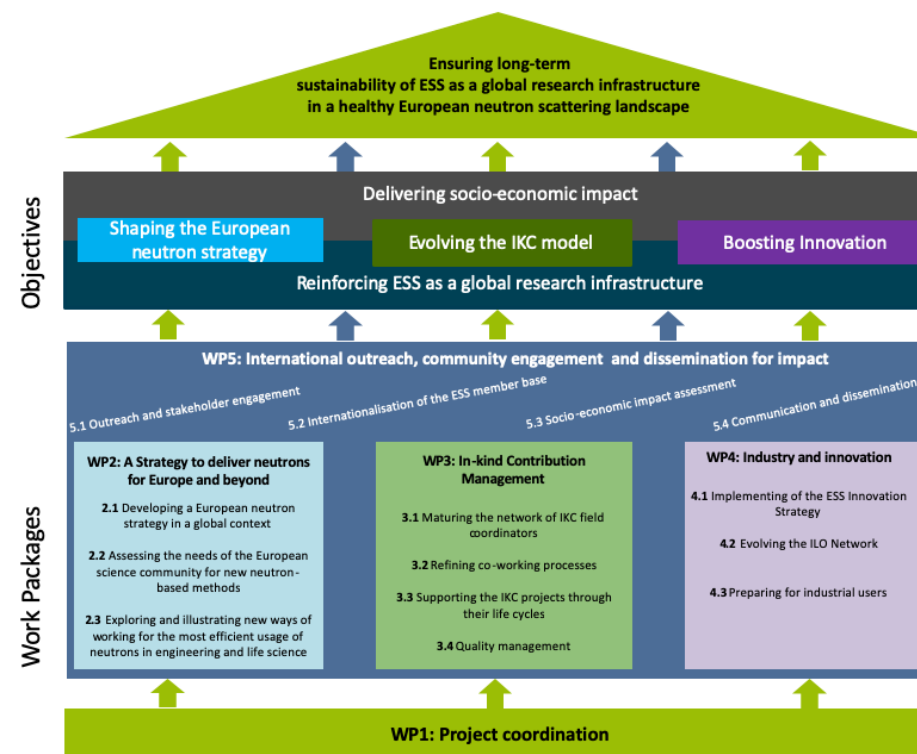 Ensuring long-term
sustainability of ESS as a global research infrastructure
in a healthy European neutron scattering landscape
Objectives
Delivering socio-economic impact
Shaping the European
neutron strategy
Evolving the IKC model
Boosting Innovation
Reinforcing ESS as a global research infrastructure
Work Packages
WP5: International outreach, community engagement and dissemination for impact
5.1 Outreach and stakeholder engagement
5.2 Internationalisation of the ESS member base
5.3 Socio-economic impact assessment
5.4 Communication and dissemination
WP2: A Strategy to deliver neutrons
for Europe and beyond
2.1 Developing a European neutron
strategy in a global context
2.2 Assessing the needs of the European
science community for new neutron-
based methods
2.3 Exploring and illustrating new ways of
working for the most efficient usage of
neutrons in engineering and life science
WP3: In-kind Contribution
Management
3.1 Maturing the network of IKC field
coordinators
3.2 Refining co-working processes
3.3 Supporting the IKC projects through
their life cycles
3.4 Quality management
WP4: Industry and innovation
4.1 Implementing of the ESS Innovation
Strategy
4.2 Evolving the ILO Network
4.3 Preparing for industrial users
WP1: Project coordination